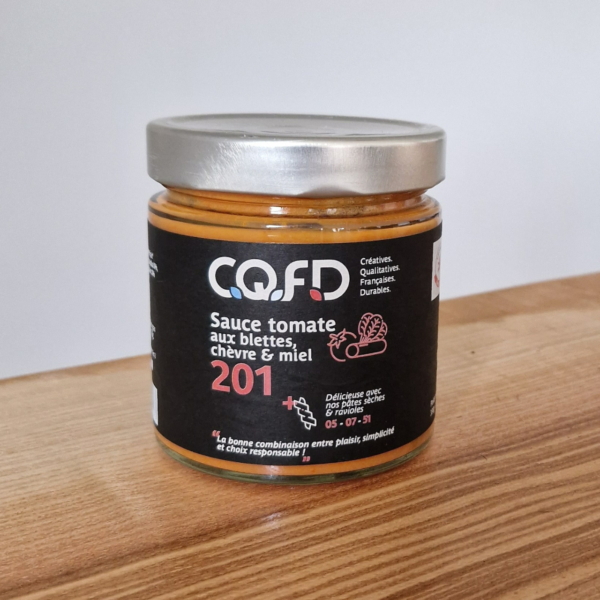 C.Q.F.D
Créatives.
Qualitatives.
Françaises.
Durables.
Sauce tomate
aux blettes,
chèvre & miel
201
+
Délicieuse avec
nos pâtes sèches
& ravioles
05 - 07 - 51
“La bonne combinaison entre plaisir, simplicité
et choix responsable ! ”